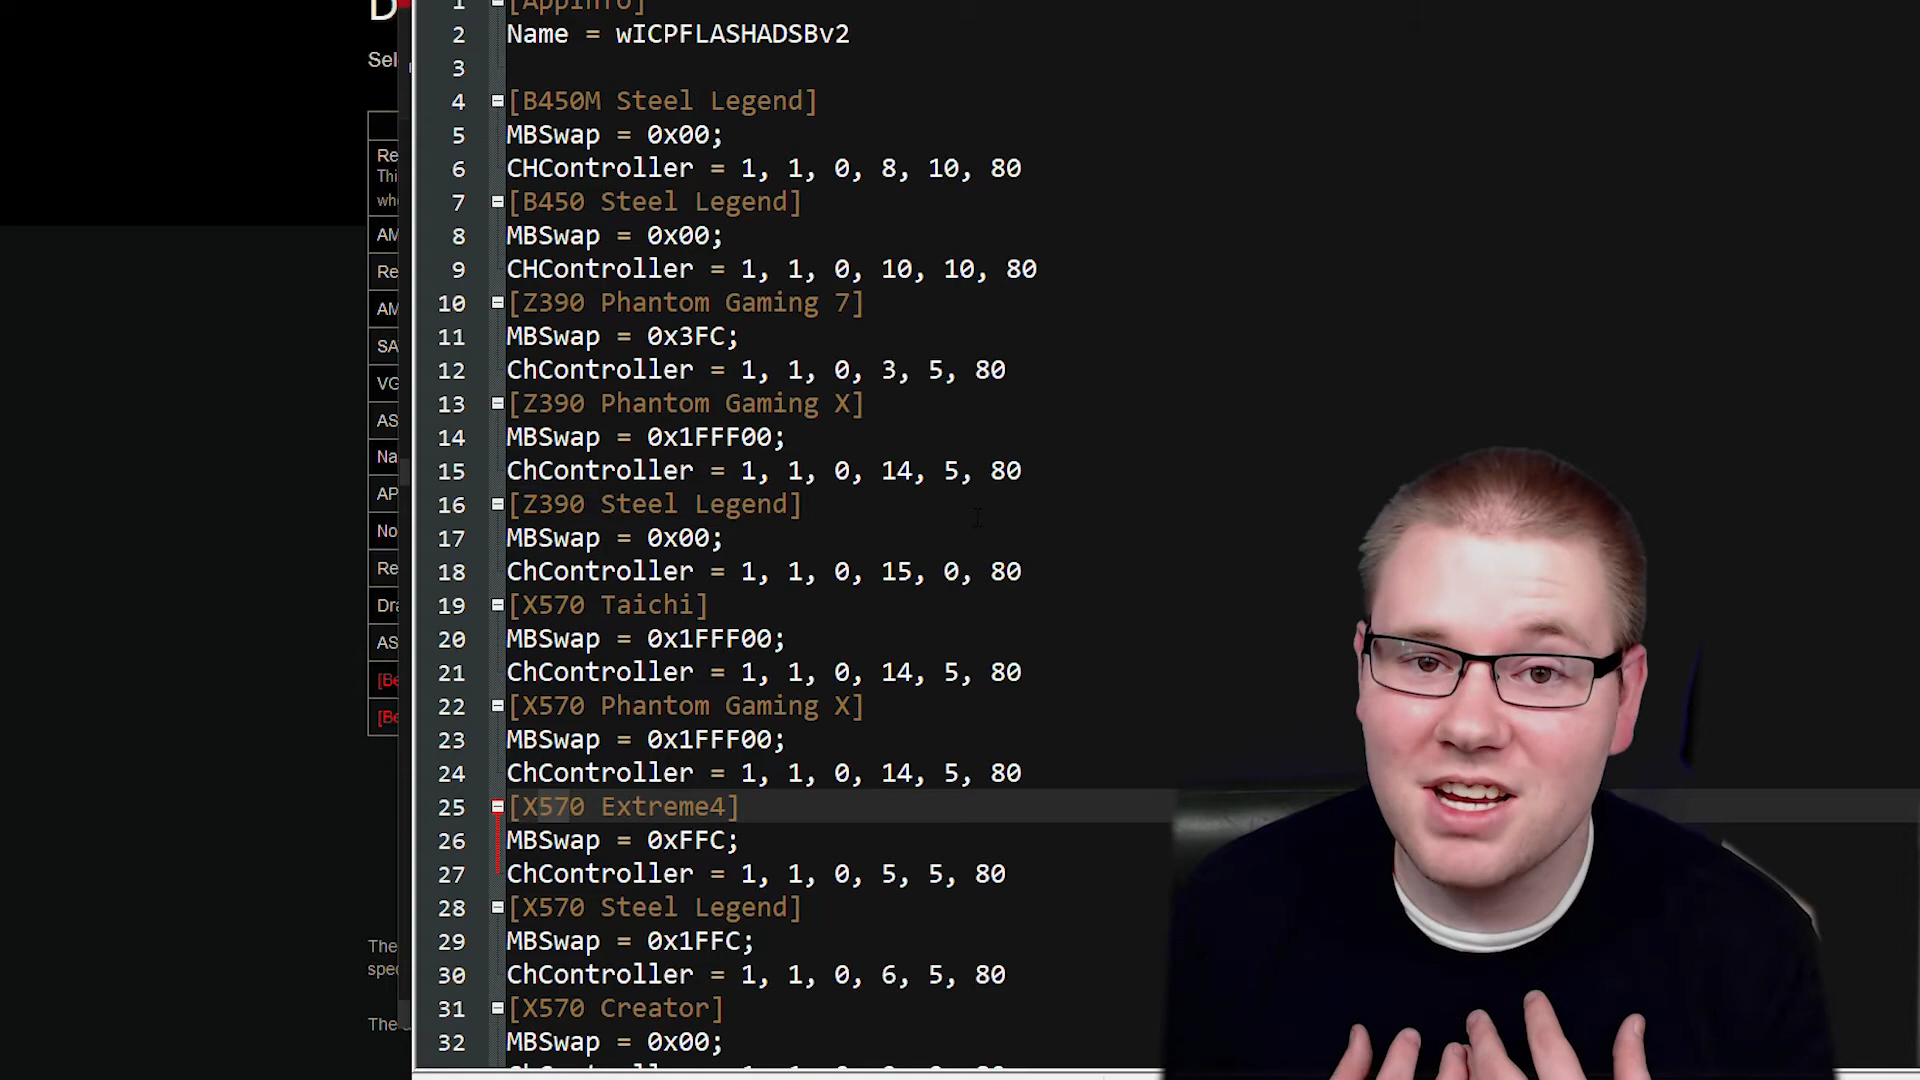 D
Sel
Re
Thi
whe
AM
Re
AM
SA
VG
AS
Na
AP
No
Re
Dra
AS
[Be
[Be
The
spec
The
1 [AppInfo]
2 Name = wICPFLASHADSBv2
3
4 [B450M Steel Legend]
5 MBSwap = 0x00;
6 CHController = 1, 1, 0, 8, 10, 80
7 [B450 Steel Legend]
8 MBSwap = 0x00;
9 CHController = 1, 1, 0, 10, 10, 80
10 [Z390 Phantom Gaming 7]
11 MBSwap = 0x3FC;
12 ChController = 1, 1, 0, 3, 5, 80
13 [Z390 Phantom Gaming X]
14 MBSwap = 0x1FFF00;
15 ChController = 1, 1, 0, 14, 5, 80
16 [Z390 Steel Legend]
17 MBSwap = 0x00;
18 ChController = 1, 1, 0, 15, 0, 80
19 [X570 Taichi]
20 MBSwap = 0x1FFF00;
21 ChController = 1, 1, 0, 14, 5, 80
22 [X570 Phantom Gaming X]
23 MBSwap = 0x1FFF00;
24 ChController = 1, 1, 0, 14, 5, 80
25 [X570 Extreme4]
26 MBSwap = 0xFFC;
27 ChController = 1, 1, 0, 5, 5, 80
28 [X570 Steel Legend]
29 MBSwap = 0x1FFC;
30 ChController = 1, 1, 0, 6, 5, 80
31 [X570 Creator]
32 MBSwap = 0x00;